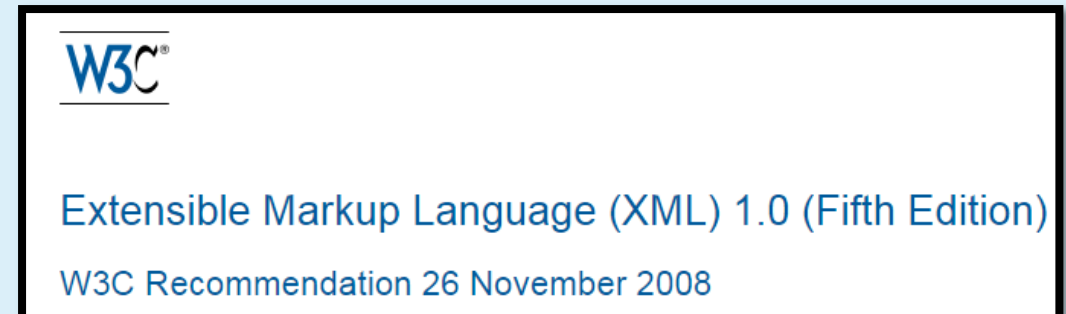 W3C®
Extensible Markup Language (XML) 1.0 (Fifth Edition)
W3C Recommendation 26 November 2008